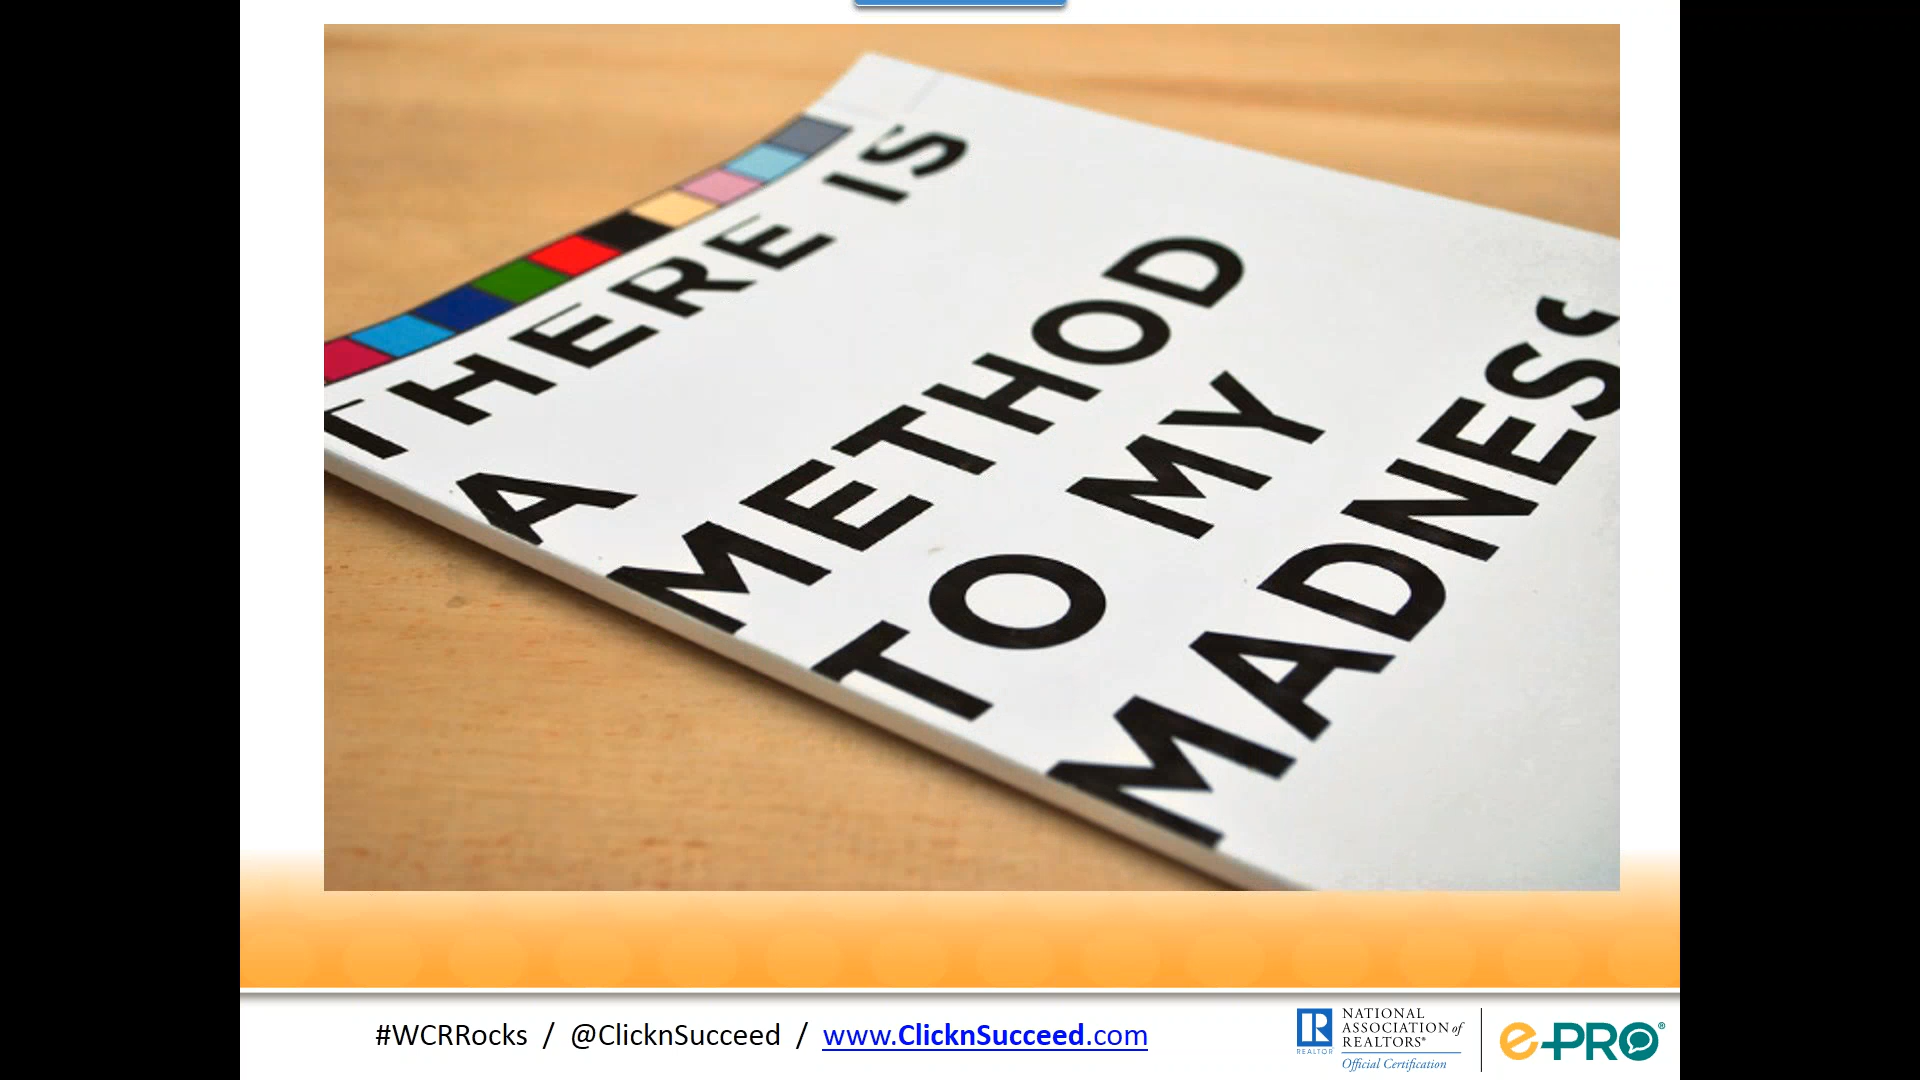 THERE IS
A
METHOD
TO MY
MADNESS
#WCRRocks / @ClicknSucceed / www.ClicknSucceed.com
REALTOR
NATIONAL
ASSOCIATION of
REALTORS®
Official Certification
e-PRO®